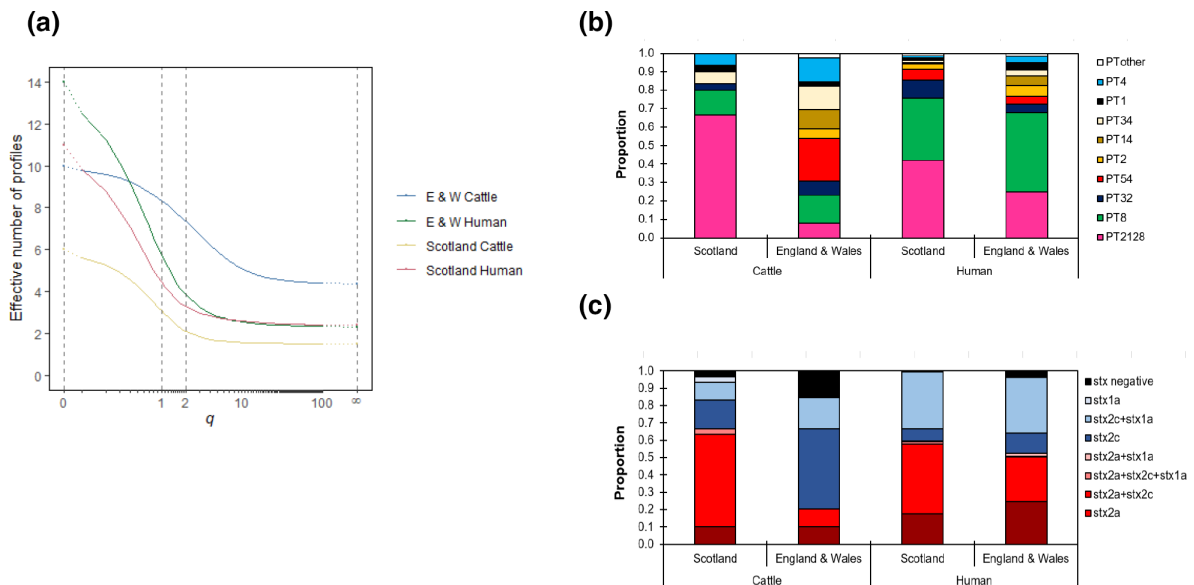 (a)
14
12
10
8
6
4
2
0
Effective number of profiles
0
1
2
10
100
∞
q
E & W Cattle
E & W Human
Scotland Cattle
Scotland Human
(b)
1.0
0.9
0.8
0.7
0.6
0.5
0.4
0.3
0.2
0.1
0.0
Proportion
Scotland
England & Wales
Scotland
England & Wales
Cattle
Human
PTother
PT4
PT1
PT34
PT14
PT2
PT54
PT32
PT8
PT2128
(c)
1.0
0.9
0.8
0.7
0.6
0.5
0.4
0.3
0.2
0.1
0.0
Proportion
Scotland
England & Wales
Scotland
England & Wales
Cattle
Human
stx negative
stx1a
stx2c+stx1a
stx2c
stx2a+stx1a
stx2a+stx2c+stx1a
stx2a+stx2c
stx2a